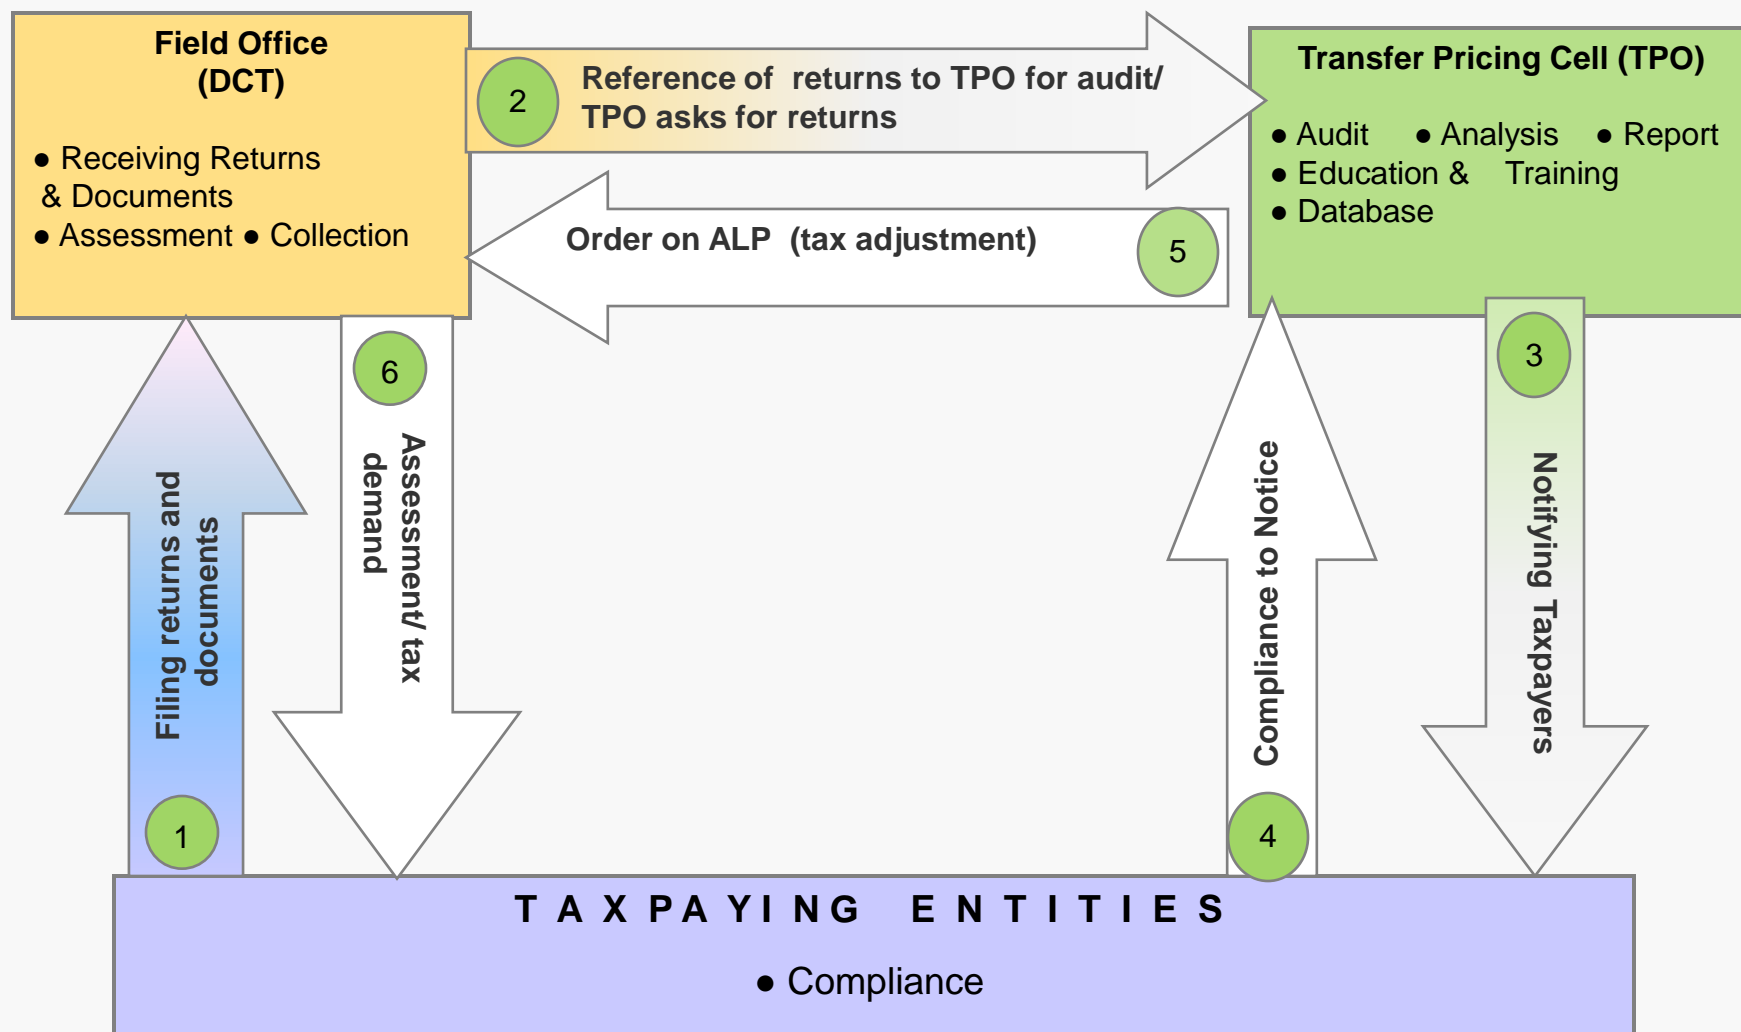 Field Office
(DCT)
● Receiving Returns
& Documents
● Assessment ● Collection
2
Reference of returns to TPO for audit/
TPO asks for returns
Transfer Pricing Cell (TPO)
● Audit ● Analysis ● Report
● Education & Training
● Database
Order on ALP (tax adjustment)
5
3
Notifying Taxpayers
6
Assessment/ tax
demand
Filing returns and
documents
1
Compliance to Notice
4
TAXPAYING ENTITIES
● Compliance